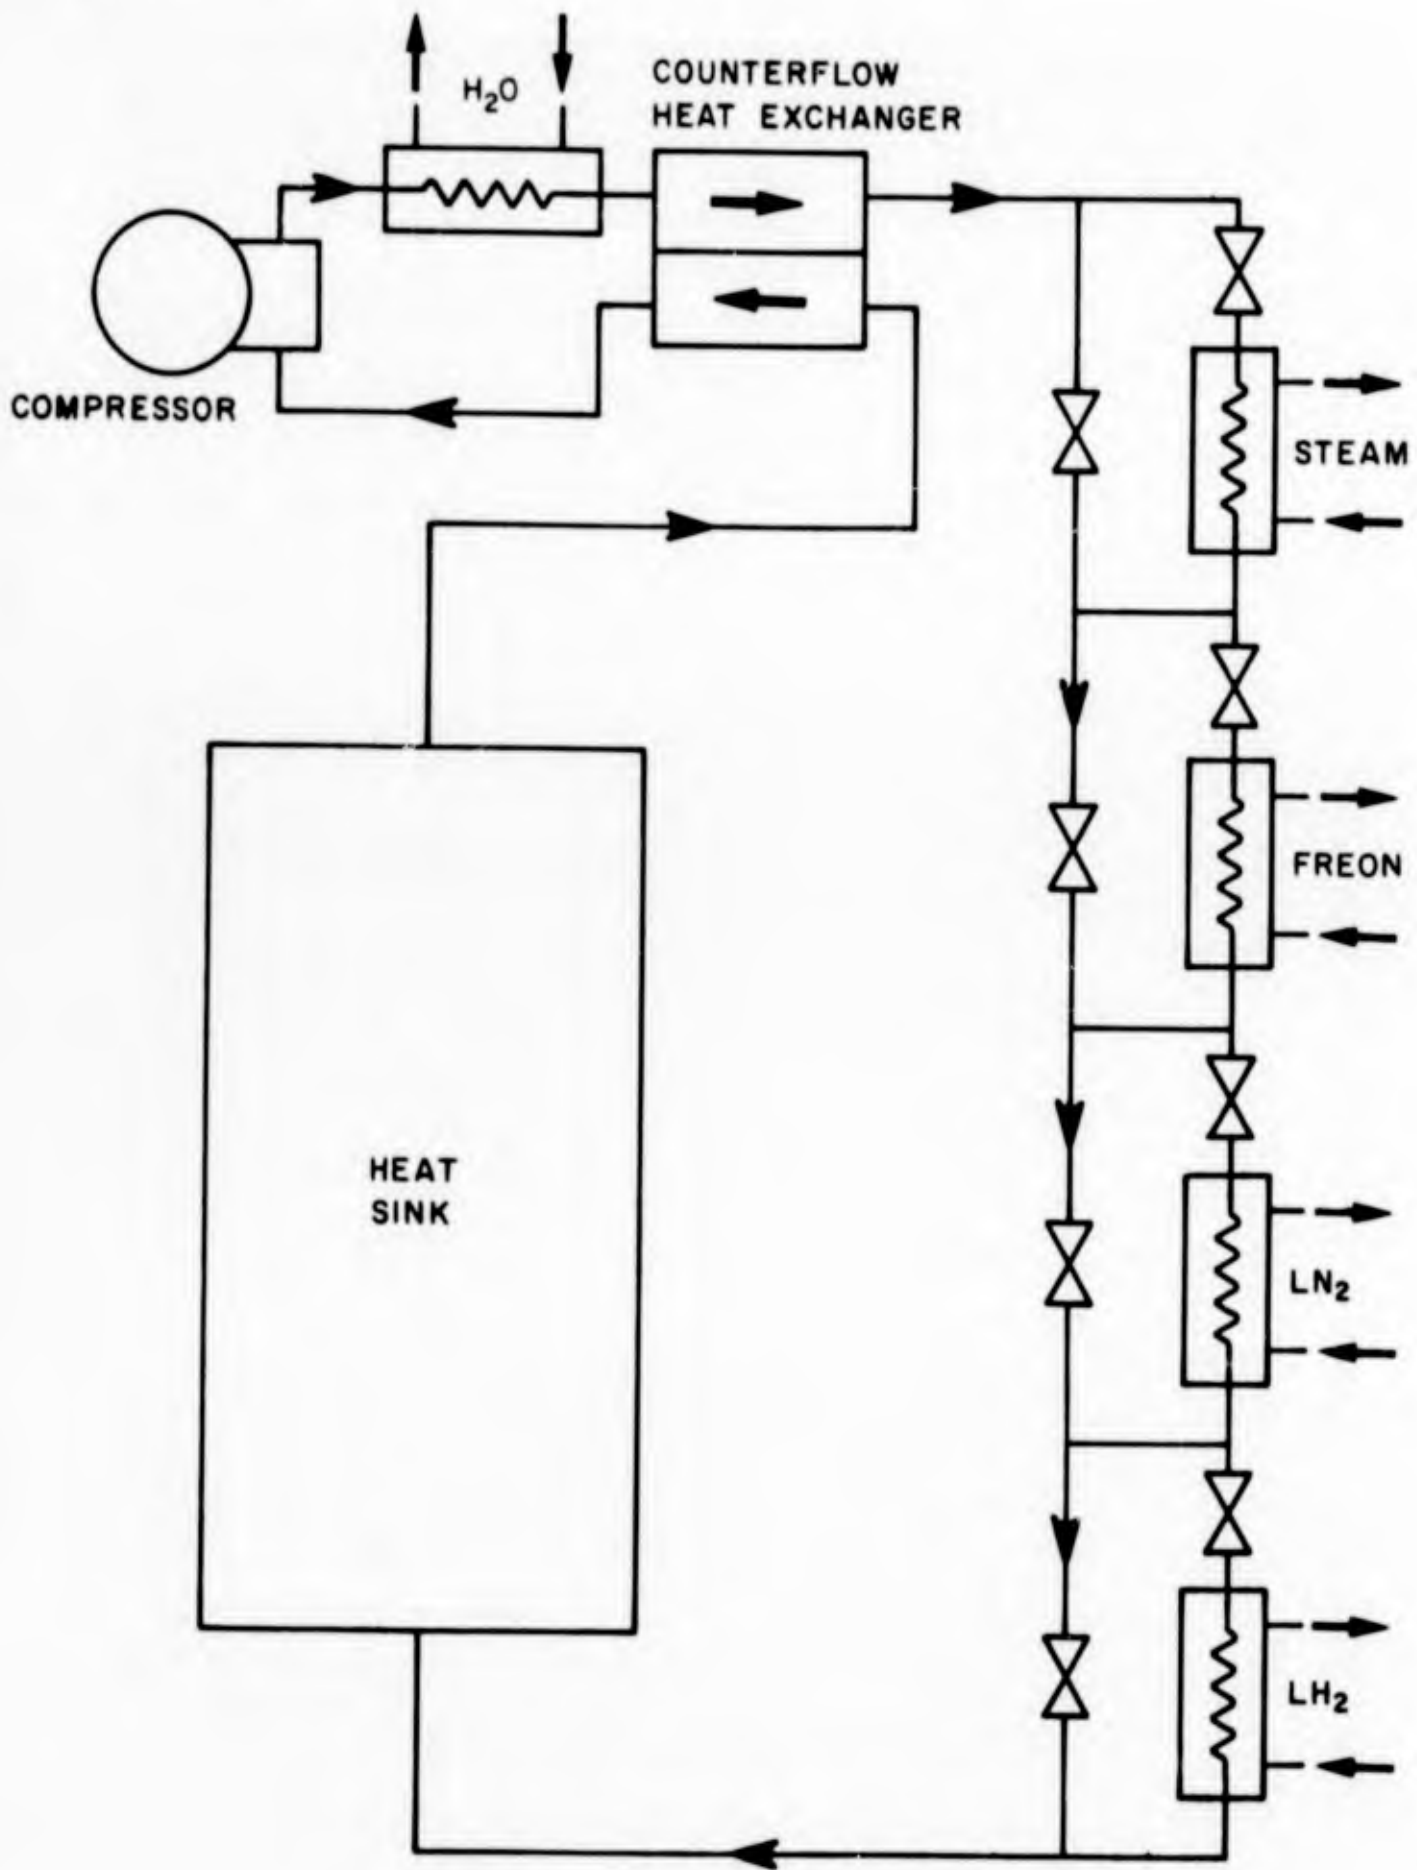 H₂O
COUNTERFLOW
HEAT EXCHANGER
COMPRESSOR
STEAM
FREON
HEAT
SINK
LN₂
LH₂